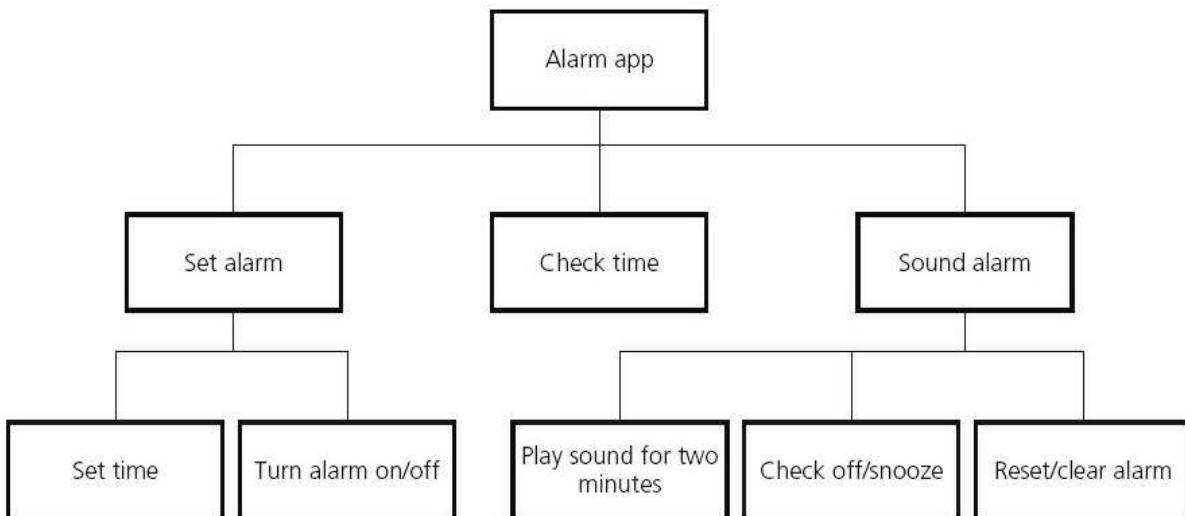 Alarm app
Set alarm
Check time
Sound alarm
Set time
Turn alarm on/off
Play sound for two
minutes
Check off/snooze
Reset/clear alarm